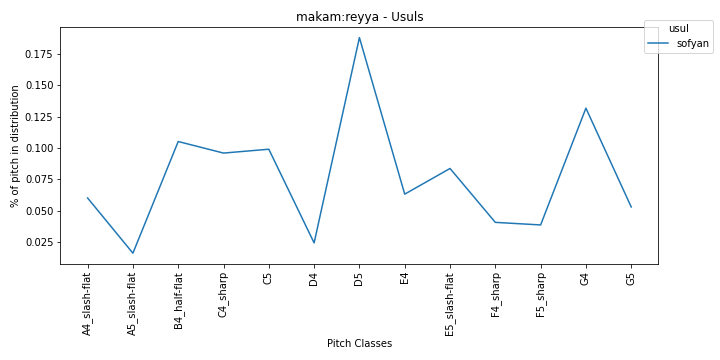 makam:reyya - Usuls
usul
sofyan
% of pitch in distribution
0.175
0.150
0.125
0.100
0.075
0.050
0.025
A4_slash-flat
A5_slash-flat
B4_half-flat
C4_sharp
C5
D4
D5
E4
E5_slash-flat
F4_sharp
F5_sharp
G4
G5
Pitch Classes